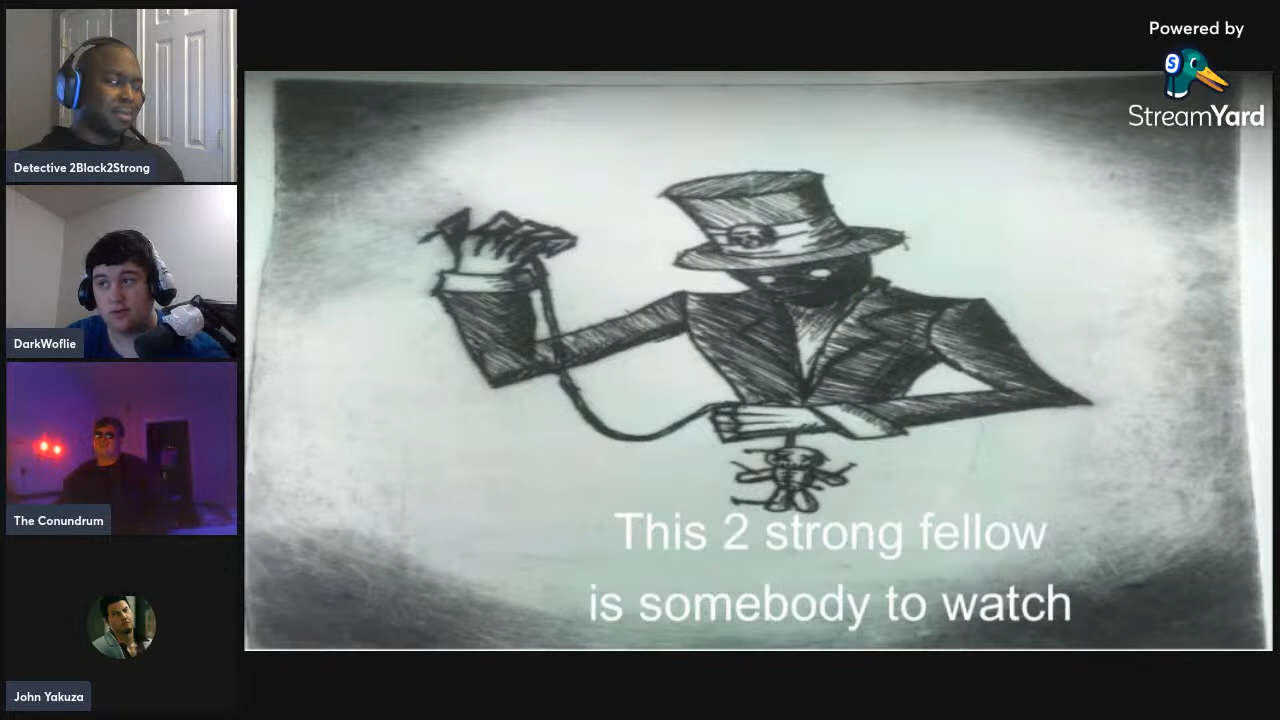 Powered by
StreamYard
Detective 2Black2Strong
DarkWoflie
The Conundrum
John Yakuza
This 2 strong fellow
is somebody to watch